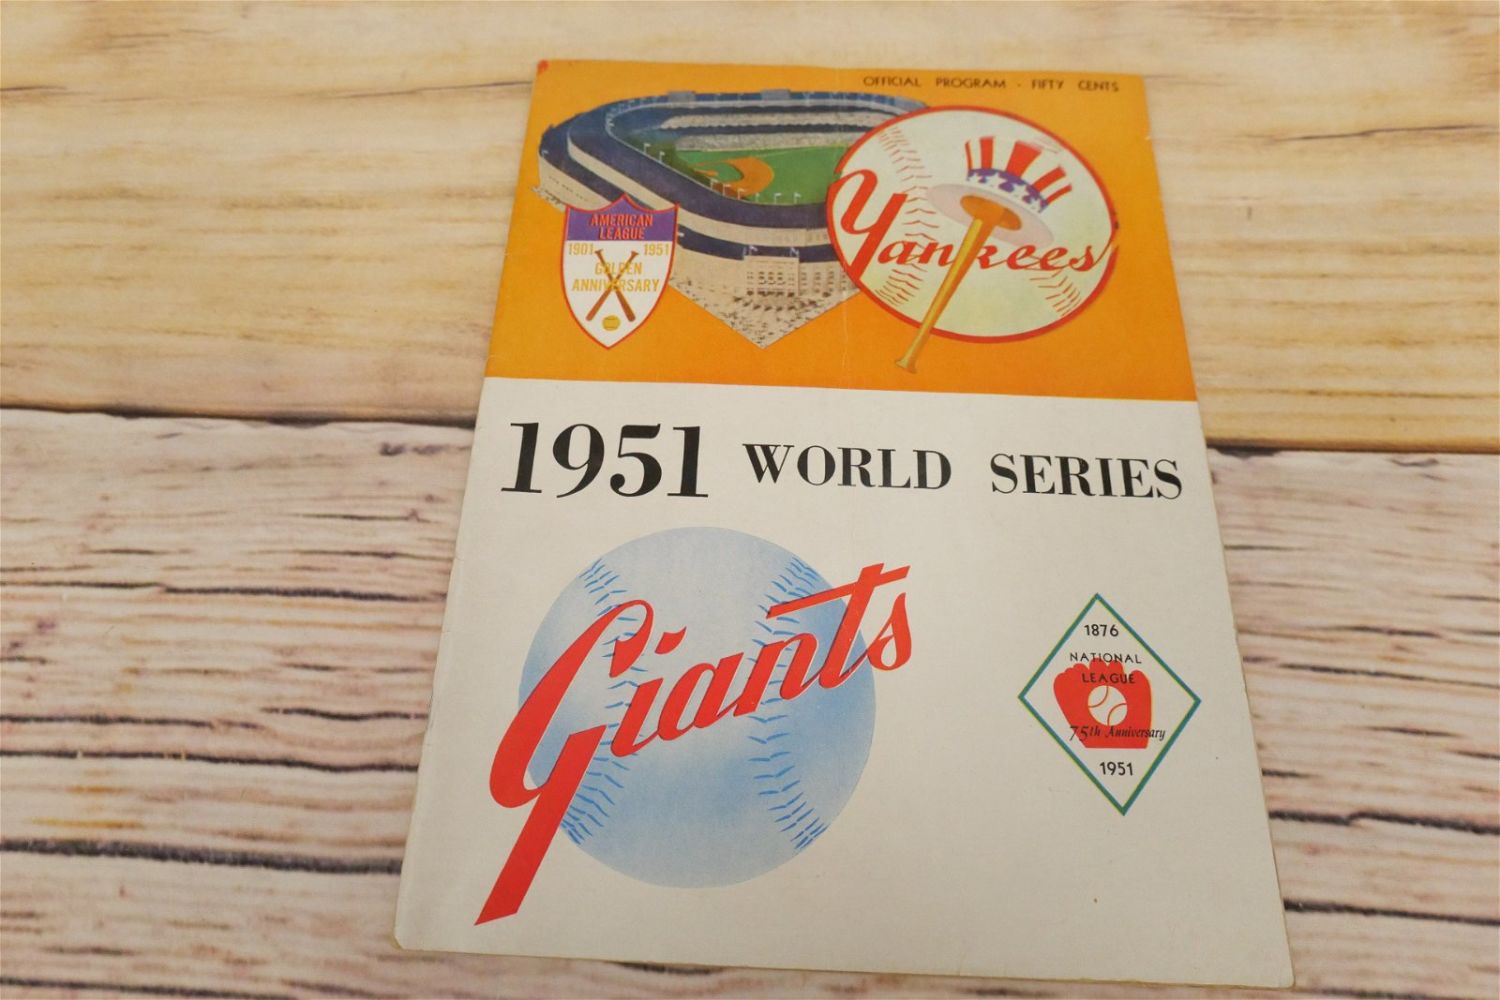 OFFICIAL PROGRAM · FIFTY CENTS
Yankees
AMERICAN
LEAGUE
1901 1951
GOLDEN
ANNIVERSARY
1951 WORLD SERIES
Giants
1876
NATIONAL
LEAGUE
75th Anniversary
1951